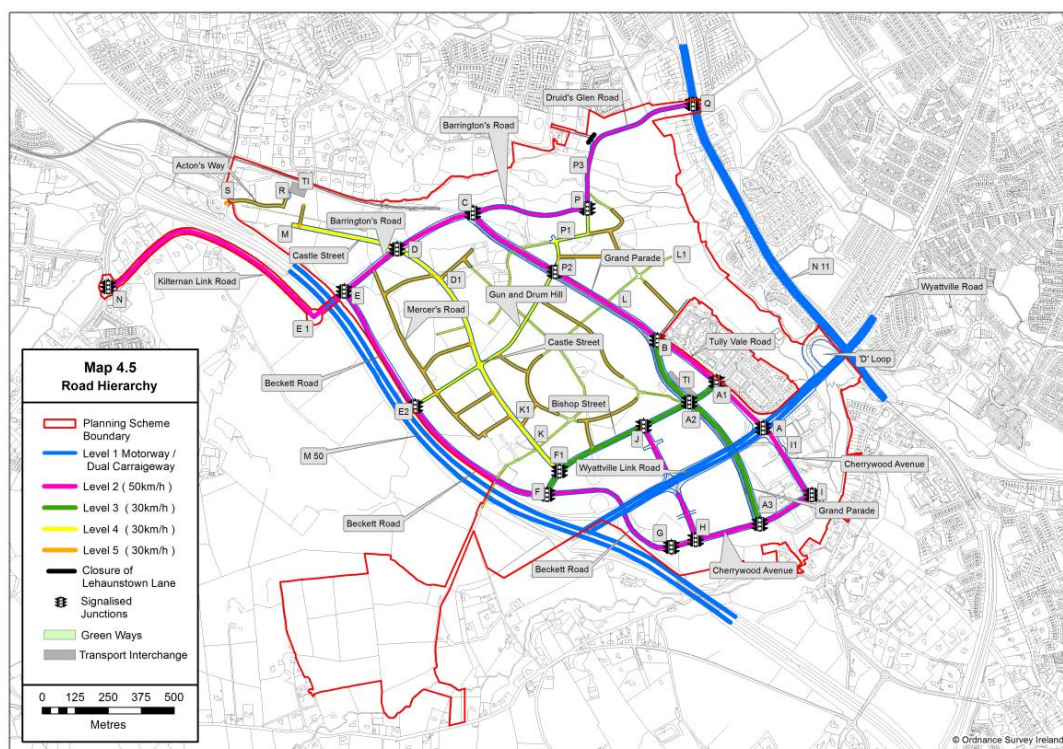 Q
Druid's Glen Road
Barrington's Road
P3
Acton's Way
TI
S
R
C
P
Barrington's Road
M
P1
Castle Street
D
Grand Parade
L1
N 11
Kilternan Link Road
D1
P2
Wyattville Road
N
E
Gun and Drum Hill
L
E 1
Mercer's Road
Castle Street
B
Tully Vale Road
'D' Loop
Beckett Road
TI
A1
Bishop Street
E2
K1
A2
K
J
A
I1
M 50
F1
Wyattville Link Road
Cherrywood Avenue
F
I
Grand Parade
A3
Beckett Road
G
H
Beckett Road
Cherrywood Avenue
Map 4.5
Road Hierarchy
Planning Scheme
Boundary
Level 1 Motorway /
Dual Carraigeway
Level 2 ( 50km/h )
Level 3 ( 30km/h )
Level 4 ( 30km/h )
Level 5 ( 30km/h )
Closure of
Lehaunstown Lane
Signalised
Junctions
Green Ways
Transport Interchange
0 125 250 375 500
Metres
© Ordnance Survey Ireland